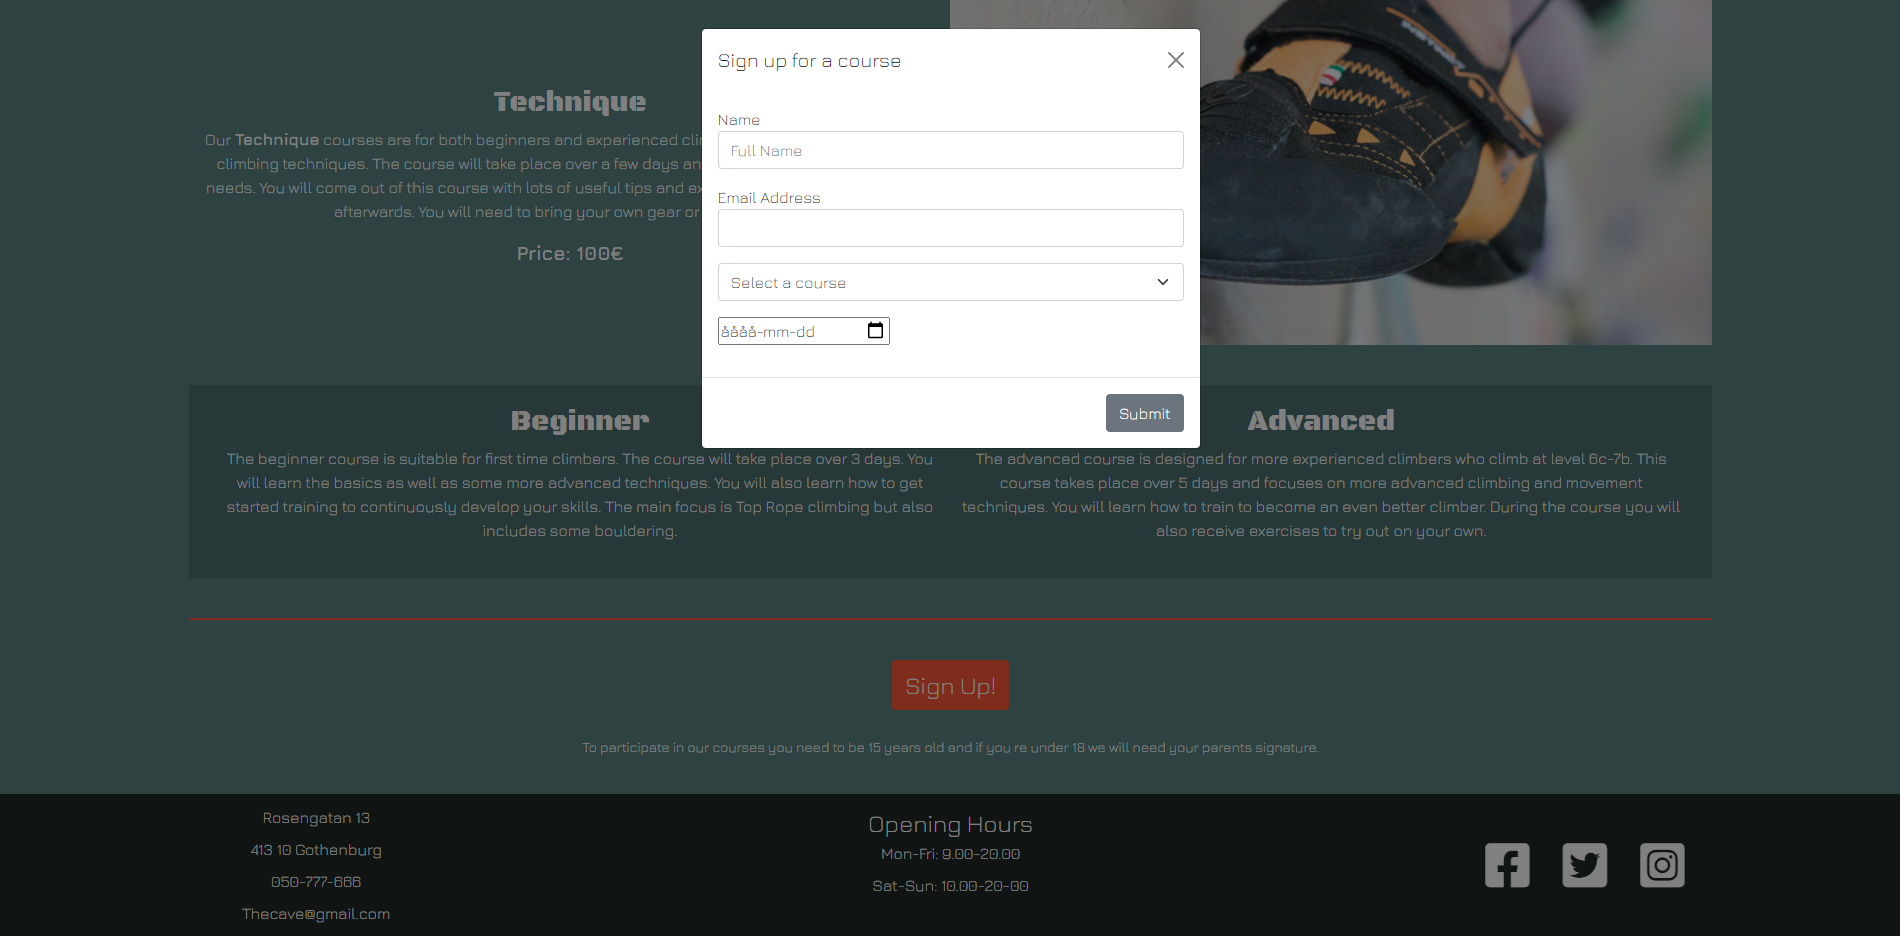 Sign up for a course
Name
Full Name
Email Address
Select a course
åååå-mm-dd
Submit
Technique
Our Technique courses are for both beginners and experienced
climbing techniques. The course will take place over a few days
needs. You will come out of this course with lots of useful tips and
afterwards. You will need to bring your own gear or
Price: 100€
Beginner
The beginner course is suitable for first time climbers. The course will take place over 3 days. You
will learn the basics as well as some more advanced techniques. You will also learn how to get
started training to continuously develop your skills. The main focus is Top Rope climbing but also
includes some bouldering.
Advanced
The advanced course is designed for more experienced climbers who climb at level 6c-7b. This
course takes place over 5 days and focuses on more advanced climbing and movement
techniques. You will learn how to train to become an even better climber. During the course you will
also receive exercises to try out on your own.
Sign Up!
To participate in our courses you need to be 15 years old and if you re under 18 we will need your parents signature.
Rosengatan 13
413 10 Gothenburg
050-777-666
Thecave@gmail.com
Opening Hours
Mon-Fri: 9.00-20.00
Sat-Sun: 10.00-20-00